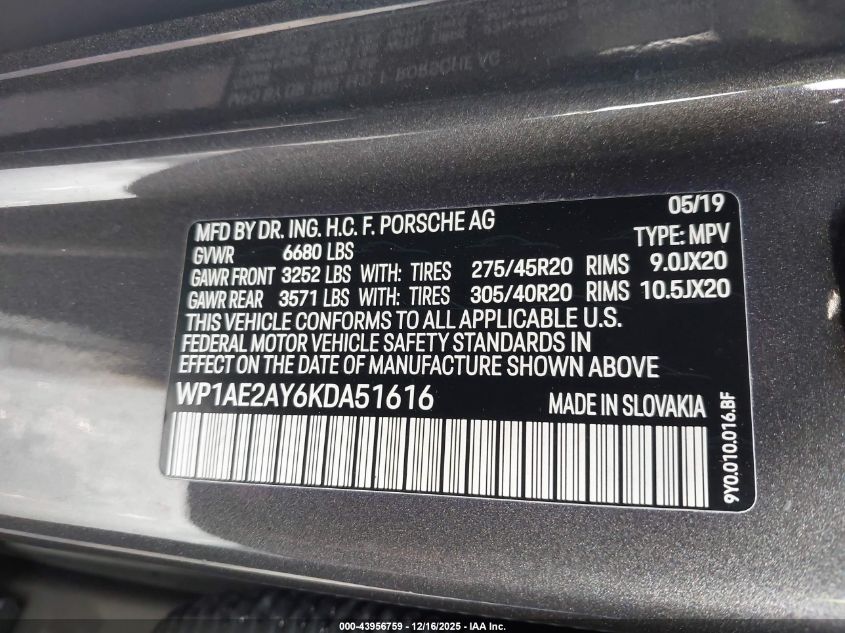 05/19
MFD BY DR. ING. H.C. F. PORSCHE AG
TYPE: MPV
GVWR 6680 LBS
GAWR FRONT 3252 LBS WITH: TIRES 275/45R20 RIMS 9.0JX20
GAWR REAR 3571 LBS WITH: TIRES 305/40R20 RIMS 10.5JX20
THIS VEHICLE CONFORMS TO ALL APPLICABLE U.S.
FEDERAL MOTOR VEHICLE SAFETY STANDARDS IN
EFFECT ON THE DATE OF MANUFACTURE SHOWN ABOVE
WP1AE2AY6KDA51616 MADE IN SLOVAKIA
9Y0.010.016.BF
000-43956759 - 12/16/2025 - IAA Inc.